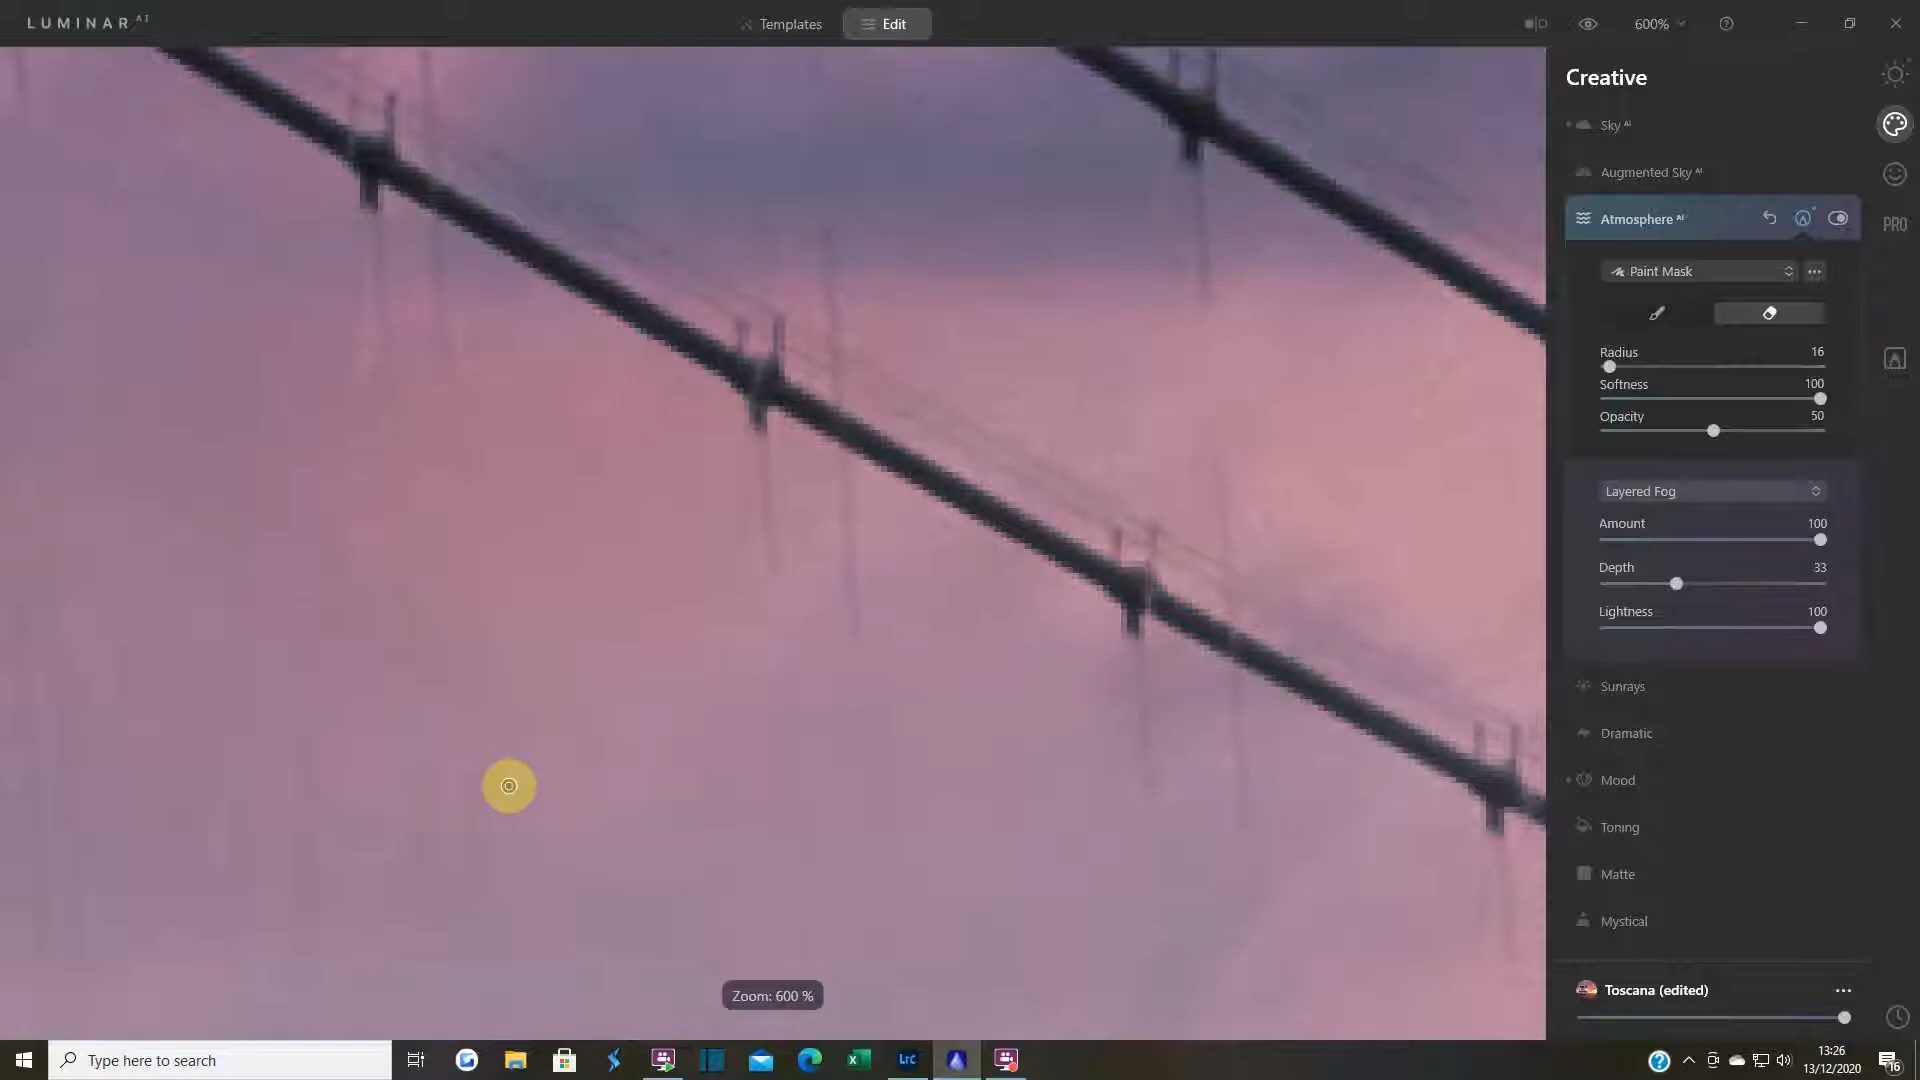 LUMINAR AI
Templates
Edit
600%
Creative
Sky AI
Augmented Sky AI
Atmosphere AI
PRO
Paint Mask
Radius 16
Softness 100
Opacity 50
Layered Fog
Amount 100
Depth 33
Lightness 100
Sunrays
Dramatic
Mood
Toning
Matte
Mystical
Zoom: 600 %
Toscana (edited)
Type here to search
Lrc
13:26
13/12/2020
16